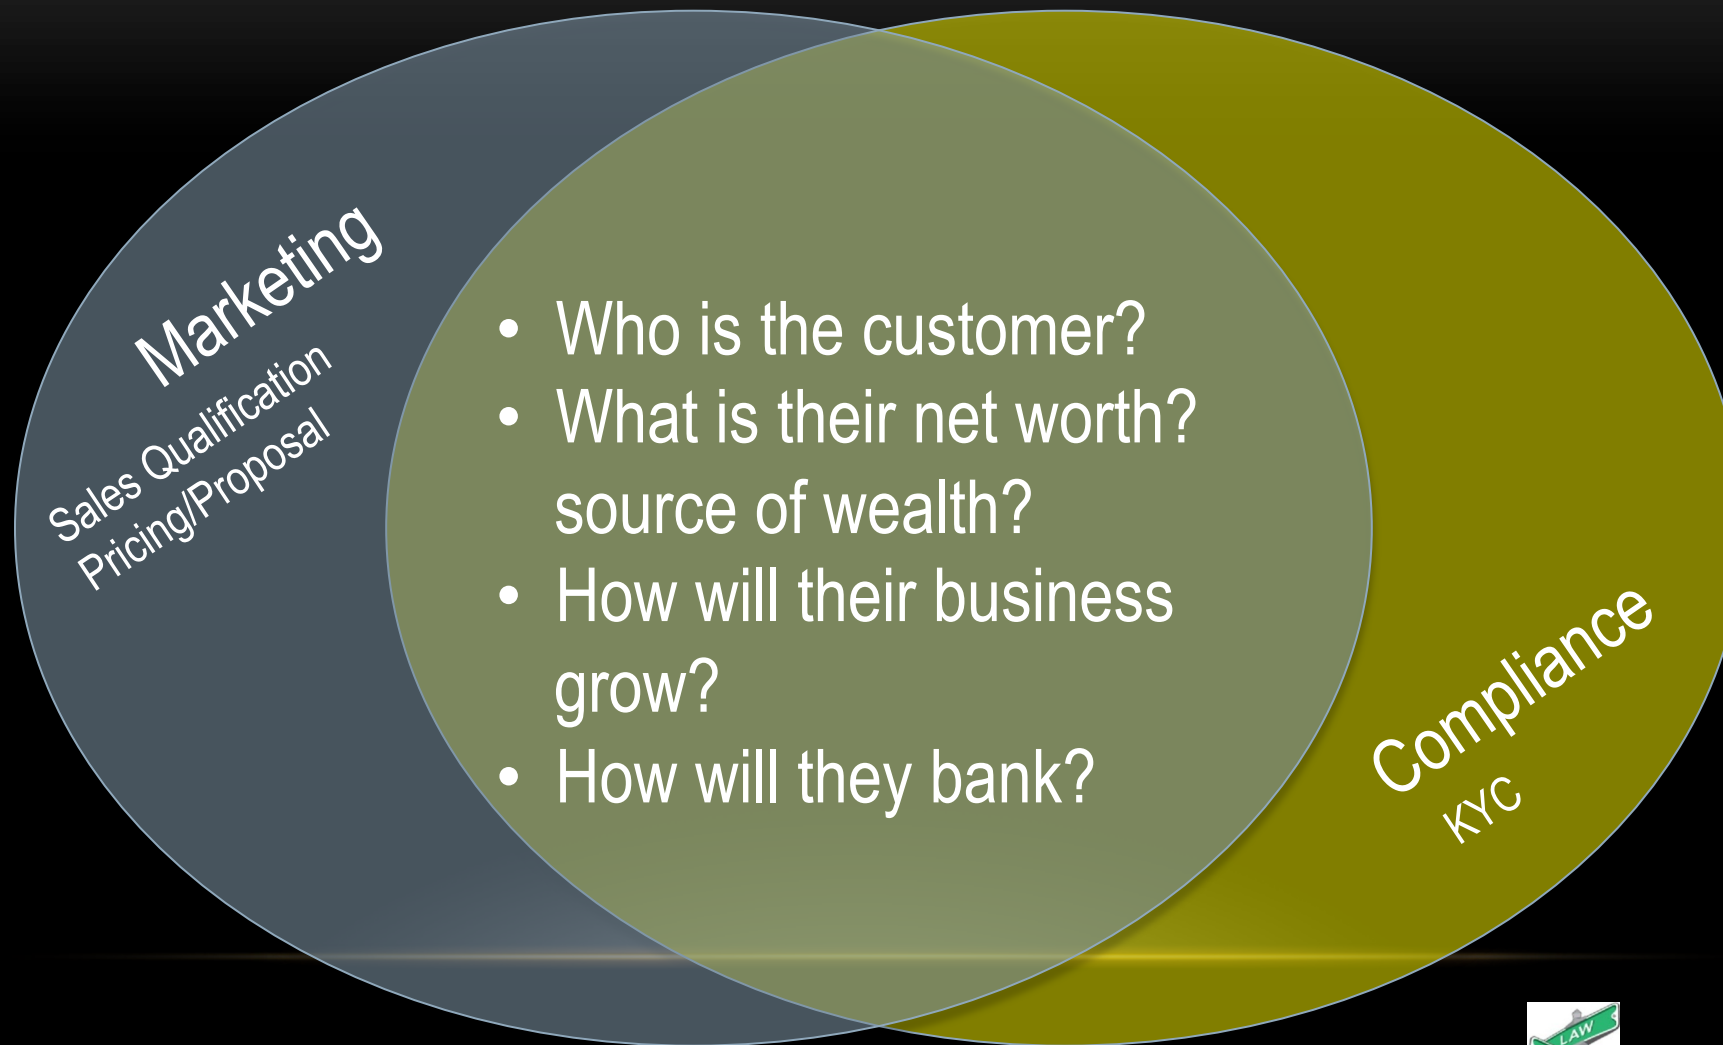 Marketing
Sales Qualification
Pricing/Proposal
• Who is the customer?
• What is their net worth?
source of wealth?
• How will their business
grow?
• How will they bank?
Compliance
KYC
LAW